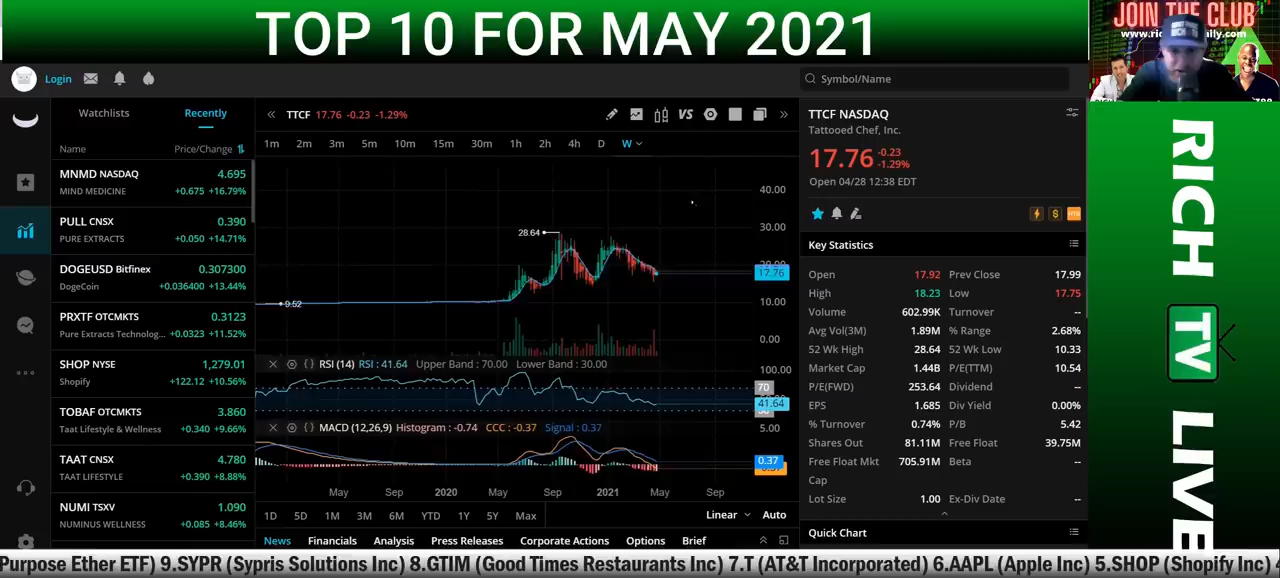 TOP 10 FOR MAY 2021
JOIN THE CLUB
Login
Symbol/Name
Watchlists Recently
Name Price/Change
MNMD NASDAQ 4.695
MIND MEDICINE +0.675 +16.79%
PULL CNSX 0.390
PURE EXTRACTS +0.050 +14.71%
DOGEUSD Bitfinex 0.307300
DogeCoin +0.036400 +13.44%
PRXTF OTCMKTS 0.3123
Pure Extracts Technolog... +0.0323 +11.52%
SHOP NYSE 1,279.01
Shopify +122.12 +10.56%
TOBAF OTCMKTS 3.860
Taat Lifestyle & Wellness +0.340 +9.66%
TAAT CNSX 4.780
TAAT LIFESTYLE +0.390 +8.88%
NUMI TSXV 1.090
NUMINUS WELLNESS +0.085 +8.46%
TTCF 17.76 -0.23 -1.29%
VS
1m 2m 3m 5m 10m 15m 30m 1h 2h 4h D W
40.00
30.00
28.64
17.76
10.00
9.52
0.00
RSI (14) RSI : 41.64 Upper Band : 70.00 Lower Band : 30.00
100.00
70
41.64
MACD (12,26,9) Histogram : -0.74 CCC : -0.37 Signal : 0.37
5.00
0.37
May Sep 2020 May Sep 2021 May Sep
1D 5D 1M 3M 6M YTD 1Y 5Y Max Linear Auto
News Financials Analysis Press Releases Corporate Actions Options Brief
TTCF NASDAQ
Tattooed Chef, Inc.
17.76 -0.23
-1.29%
Open 04/28 12:38 EDT
Key Statistics
Open 17.92 Prev Close 17.99
High 18.23 Low 17.75
Volume 602.99K Turnover --
Avg Vol(3M) 1.89M % Range 2.68%
52 Wk High 28.64 52 Wk Low 10.33
Market Cap 1.44B P/E(TTM) 10.54
P/E(FWD) 253.64 Dividend --
EPS 1.685 Div Yield 0.00%
% Turnover 0.74% P/B 5.42
Shares Out 81.11M Free Float 39.75M
Free Float Mkt Cap 705.91M Beta --
Lot Size 1.00 Ex-Div Date --
Quick Chart
RICH
TV
LIVE
Purpose Ether ETF) 9.SYPR (Sypris Solutions Inc) 8.GTIM (Good Times Restaurants Inc) 7.T (AT&T Incorporated) 6.AAPL (Apple Inc) 5.SHOP (Shopify Inc)